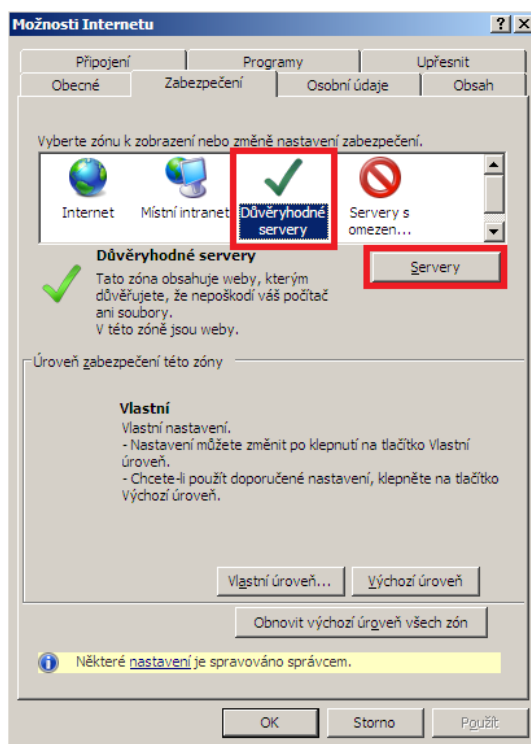 Možnosti Internetu
Připojení Programy Upřesnit
Obecné Zabezpečení Osobní údaje Obsah
Vyberte zónu k zobrazení nebo změně nastavení zabezpečení.
Internet Místní intranet Důvěryhodné servery Servery s omezen...
Důvěryhodné servery
Servery
Tato zóna obsahuje weby, kterým
důvěřujete, že nepoškodí váš počítač
ani soubory.
V této zóně jsou weby.
Úroveň zabezpečení této zóny
Vlastní
Vlastní nastavení.
- Nastavení můžete změnit po klepnutí na tlačítko Vlastní
úroveň.
- Chcete-li použít doporučené nastavení, klepněte na tlačítko
Výchozí úroveň.
Vlastní úroveň... Výchozí úroveň
Obnovit výchozí úroveň všech zón
Některé nastavení je spravováno správcem.
OK Storno Použít